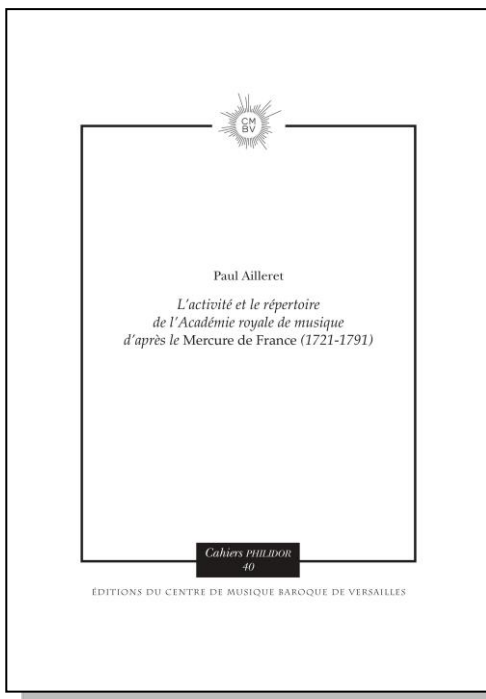 CM
BV
Paul Ailleret
L'activité et le répertoire
de l'Académie royale de musique
d'après le Mercure de France (1721-1791)
Cahiers PHILIDOR
40
ÉDITIONS DU CENTRE DE MUSIQUE BAROQUE DE VERSAILLES